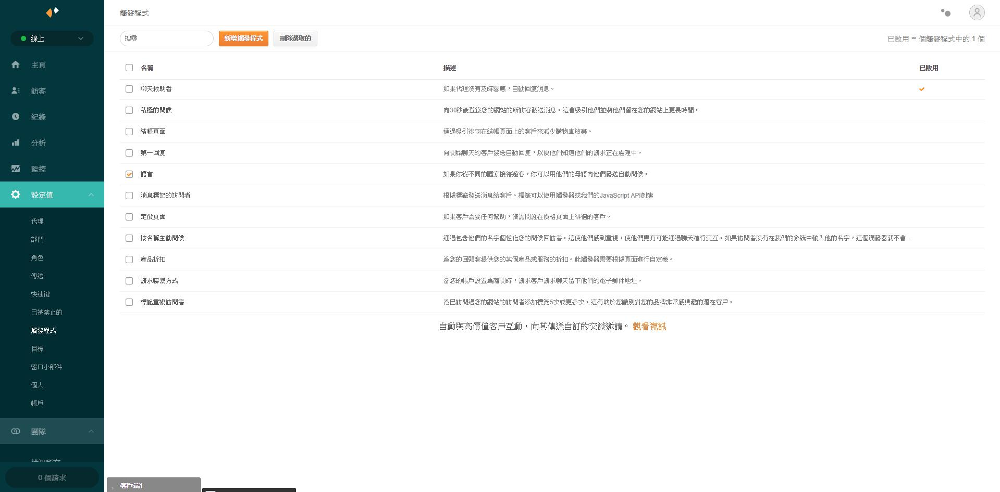 觸發程式
線上
搜尋
新增觸發程式
刪除選取的
已啟用 ∞ 個觸發程式中的 1 個
主頁
訪客
紀錄
分析
監控
設定值
代理
部門
角色
傳送
快速鍵
已被禁止的
觸發程式
目標
窗口小部件
個人
帳戶
團隊
0 個請求
名稱 描述 已啟用
聊天救助者 如果代理沒有及時響應，自動回复消息。
積極的問候 向30秒後登錄您的網站的新訪客發送消息。這會吸引他們並將他們留在您的網站上更長時間。
結帳頁面 通過吸引徘徊在結帳頁面上的客戶來減少購物車放棄。
第一回复 向開始聊天的客戶發送自動回复，以便他們知道他們的請求正在處理中。
語言 如果你從不同的國家接待遊客，你可以用他們的母語向他們發送自動問候。
消息標記的訪問者 根據標籤發送消息給客戶。標籤可以使用觸發器或我們的JavaScript API創建
定價頁面 如果客戶需要任何幫助，請詢問誰在價格頁面上徘徊的客戶。
按名稱主動問候 通過包含他們的名字個性化您的問候回訪者。這使他們感到重視，使他們更有可能通過聊天進行交互。如果訪問者沒有在我們的系統中輸入他的名字，這個觸發器就不會...
產品折扣 為您的回頭客提供您的某個產品或服務的折扣。此觸發器需要根據頁面進行自定義。
請求聯繫方式 當您的帳戶設置為離開時，請求客戶請求聊天留下他們的電子郵件地址。
標記重複訪問者 為已訪問過您的網站的訪問者添加標籤5次或更多次。這有助於您識別對您的品牌非常感興趣的潛在客戶。
自動與高價值客戶互動，向其傳送自訂的交談邀請。 觀看視訊
客戶端1